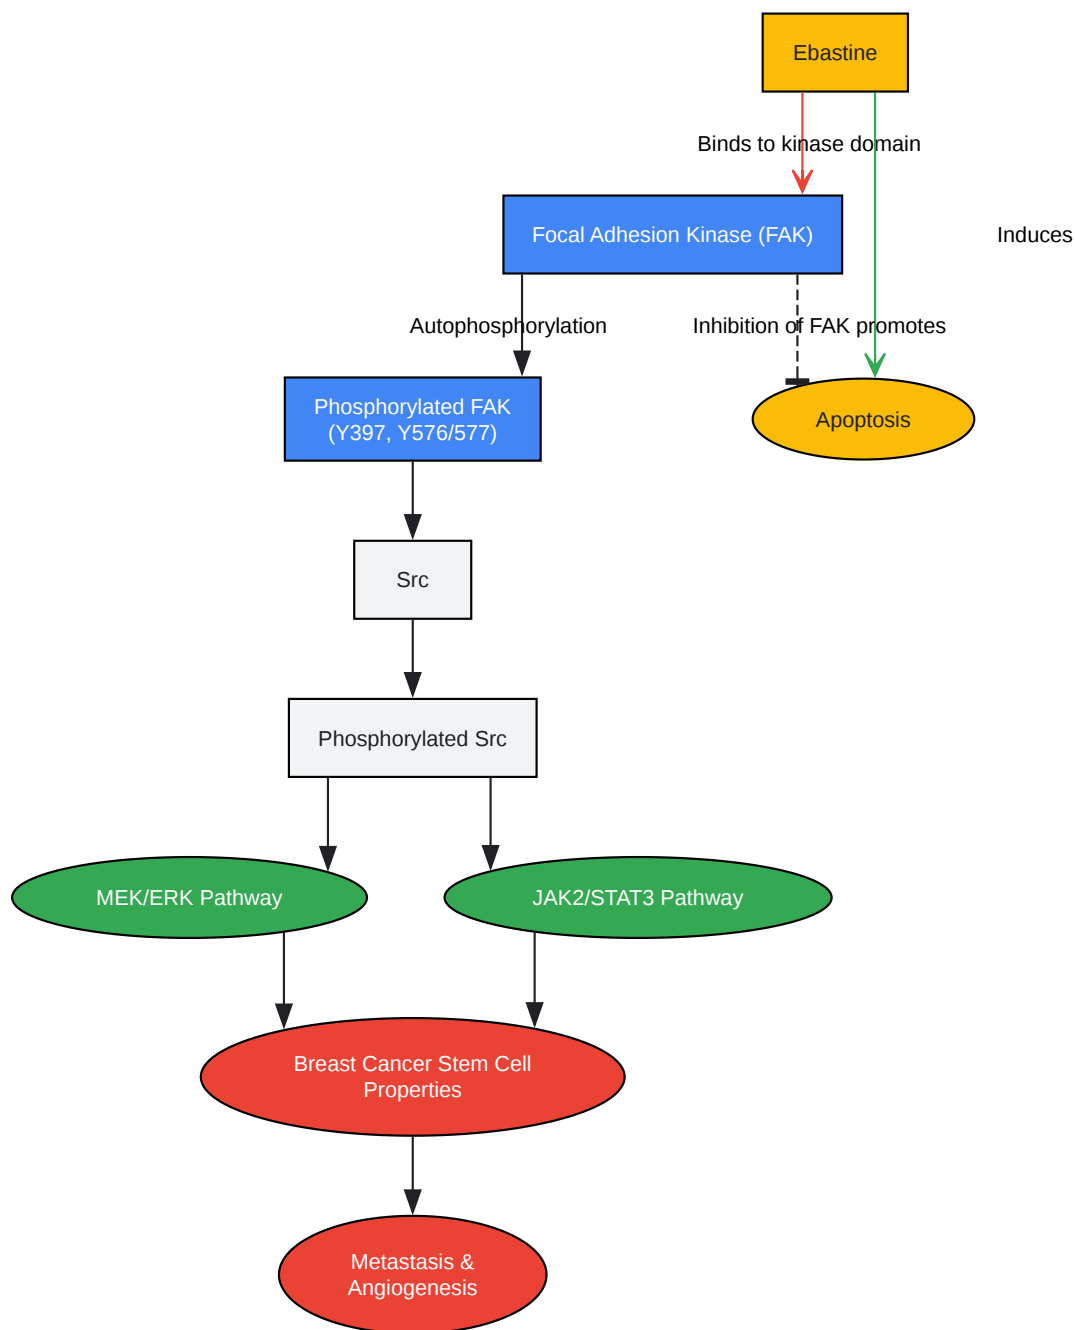 Ebastine
Binds to kinase domain
Focal Adhesion Kinase (FAK)
Induces
Autophosphorylation
Inhibition of FAK promotes
Phosphorylated FAK
(Y397, Y576/577)
Apoptosis
Src
Phosphorylated Src
MEK/ERK Pathway
JAK2/STAT3 Pathway
Breast Cancer Stem Cell
Properties
Metastasis &
Angiogenesis